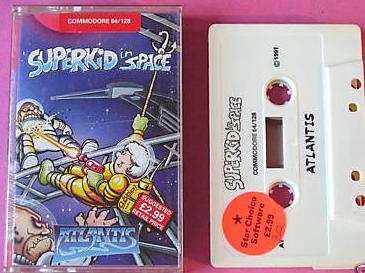 COMMODORE 64/128
SUPERKID in SPACE
SUGGESTED
£2.99
RETAIL PRICE
ATLANTIS
© 1991
SUPERKID in SPACE
COMMODORE 64/128
ATLANTIS
Star Choice
Software
£2.99